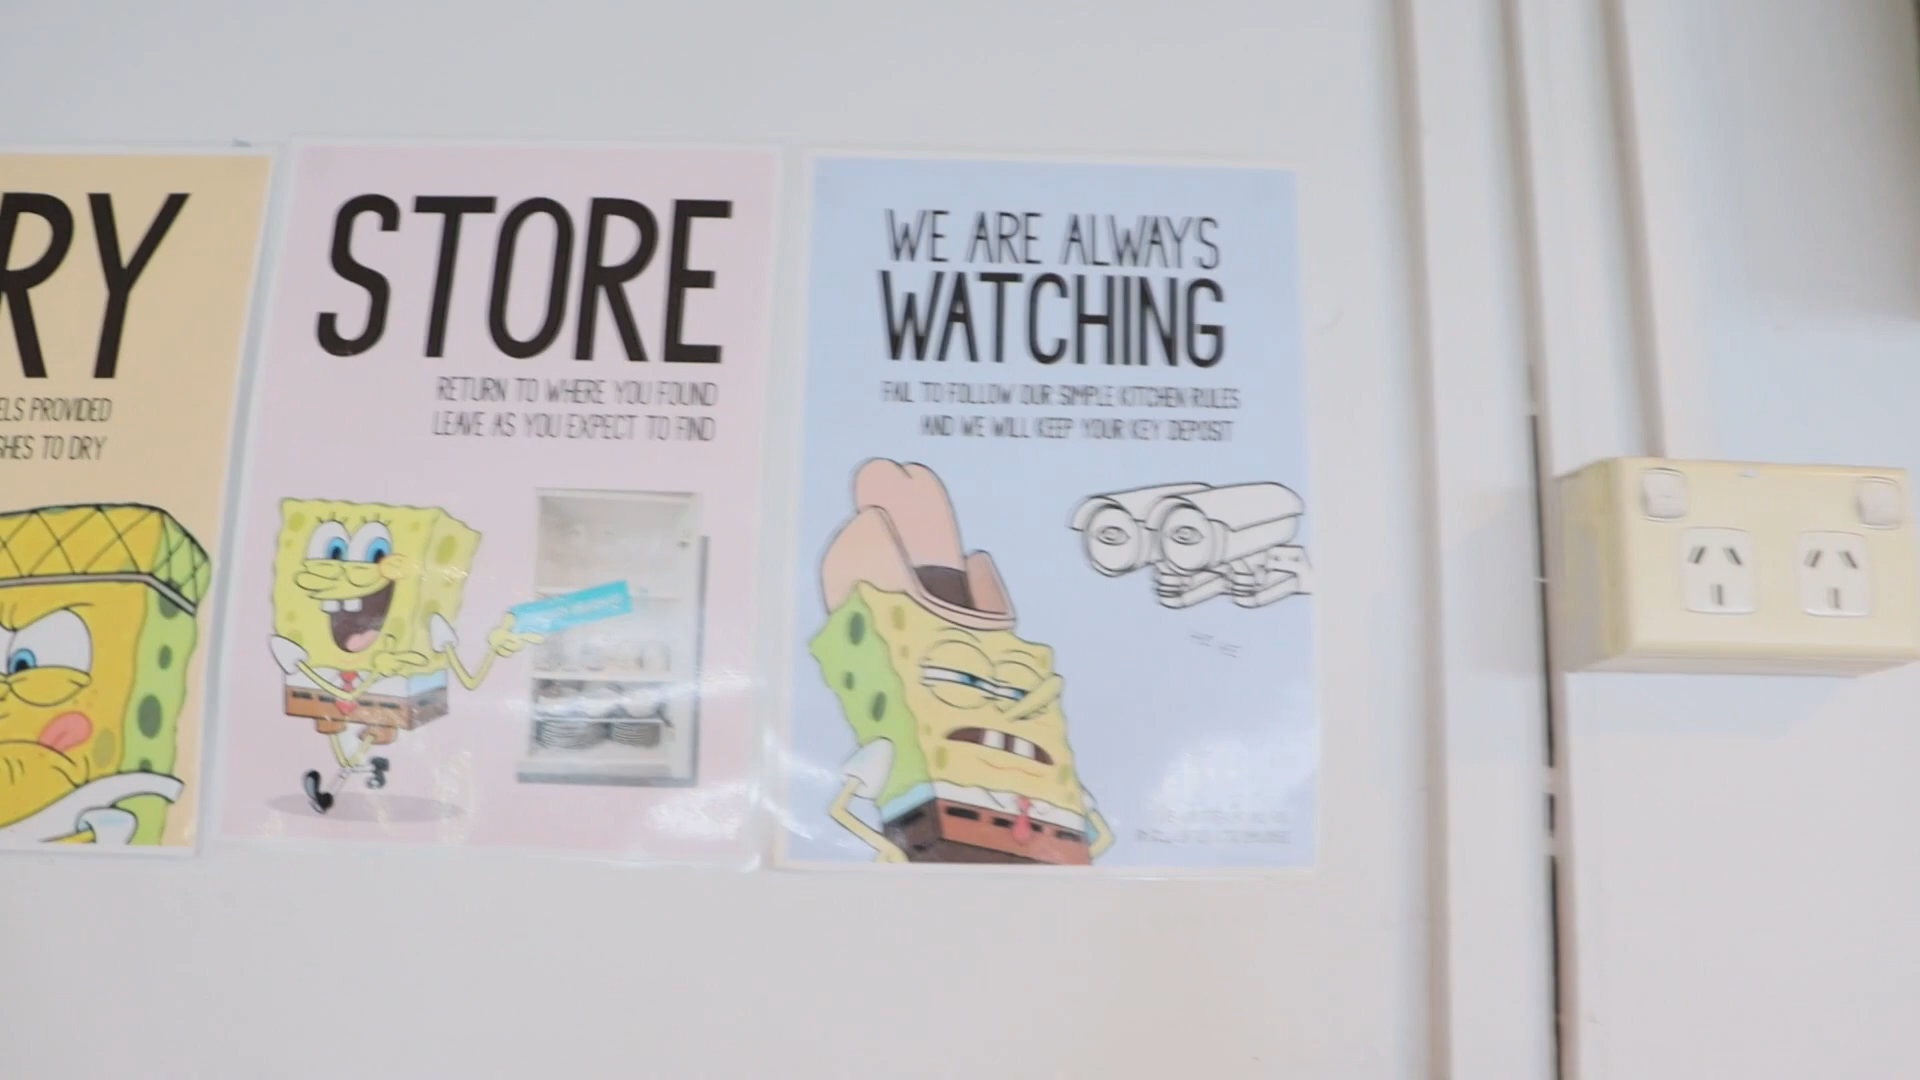 RY
ELS PROVIDED
SHES TO DRY
STORE
RETURN TO WHERE YOU FOUND
LEAVE AS YOU EXPECT TO FIND
WE ARE ALWAYS
WATCHING
FAIL TO FOLLOW OUR SIMPLE KITCHEN RULES
AND WE WILL KEEP YOUR KEY DEPOSIT